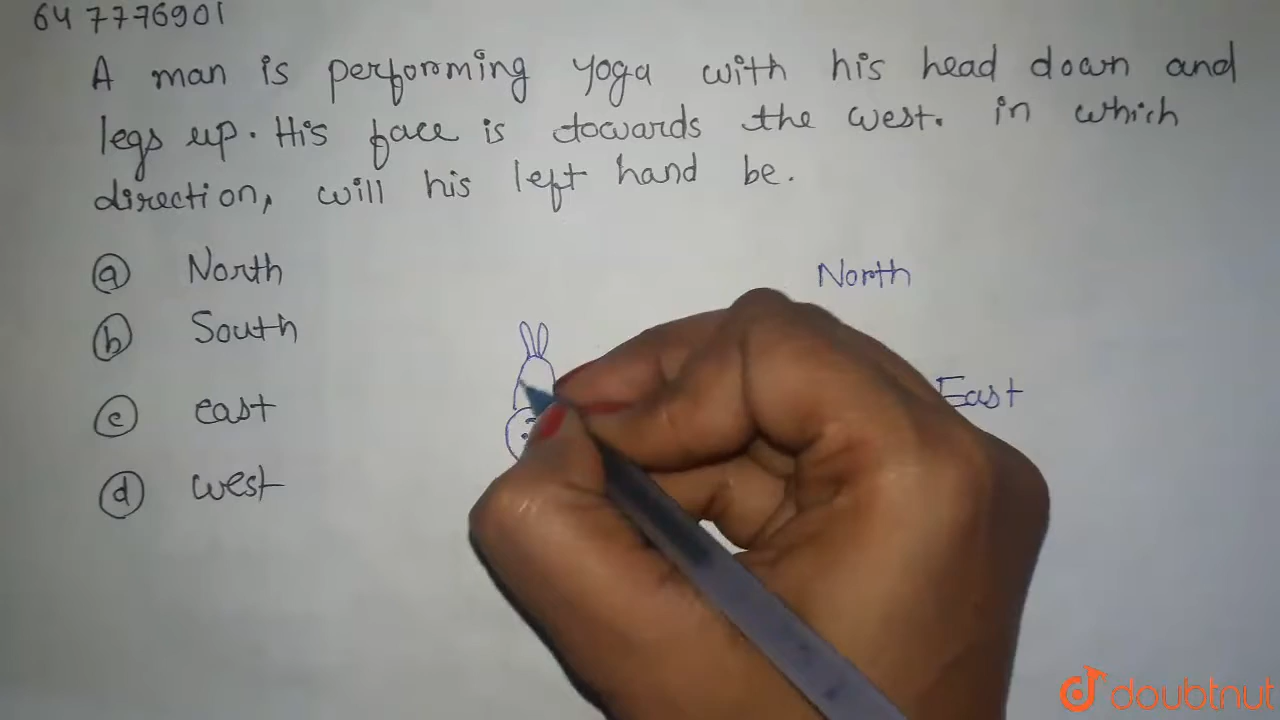 64 7776901
A man is performing yoga with his head down and
legs up. His face is towards the west. in which
direction, will his left hand be.
North
(a) North
(b) South
East
(c) east
(d) west
doubtnut